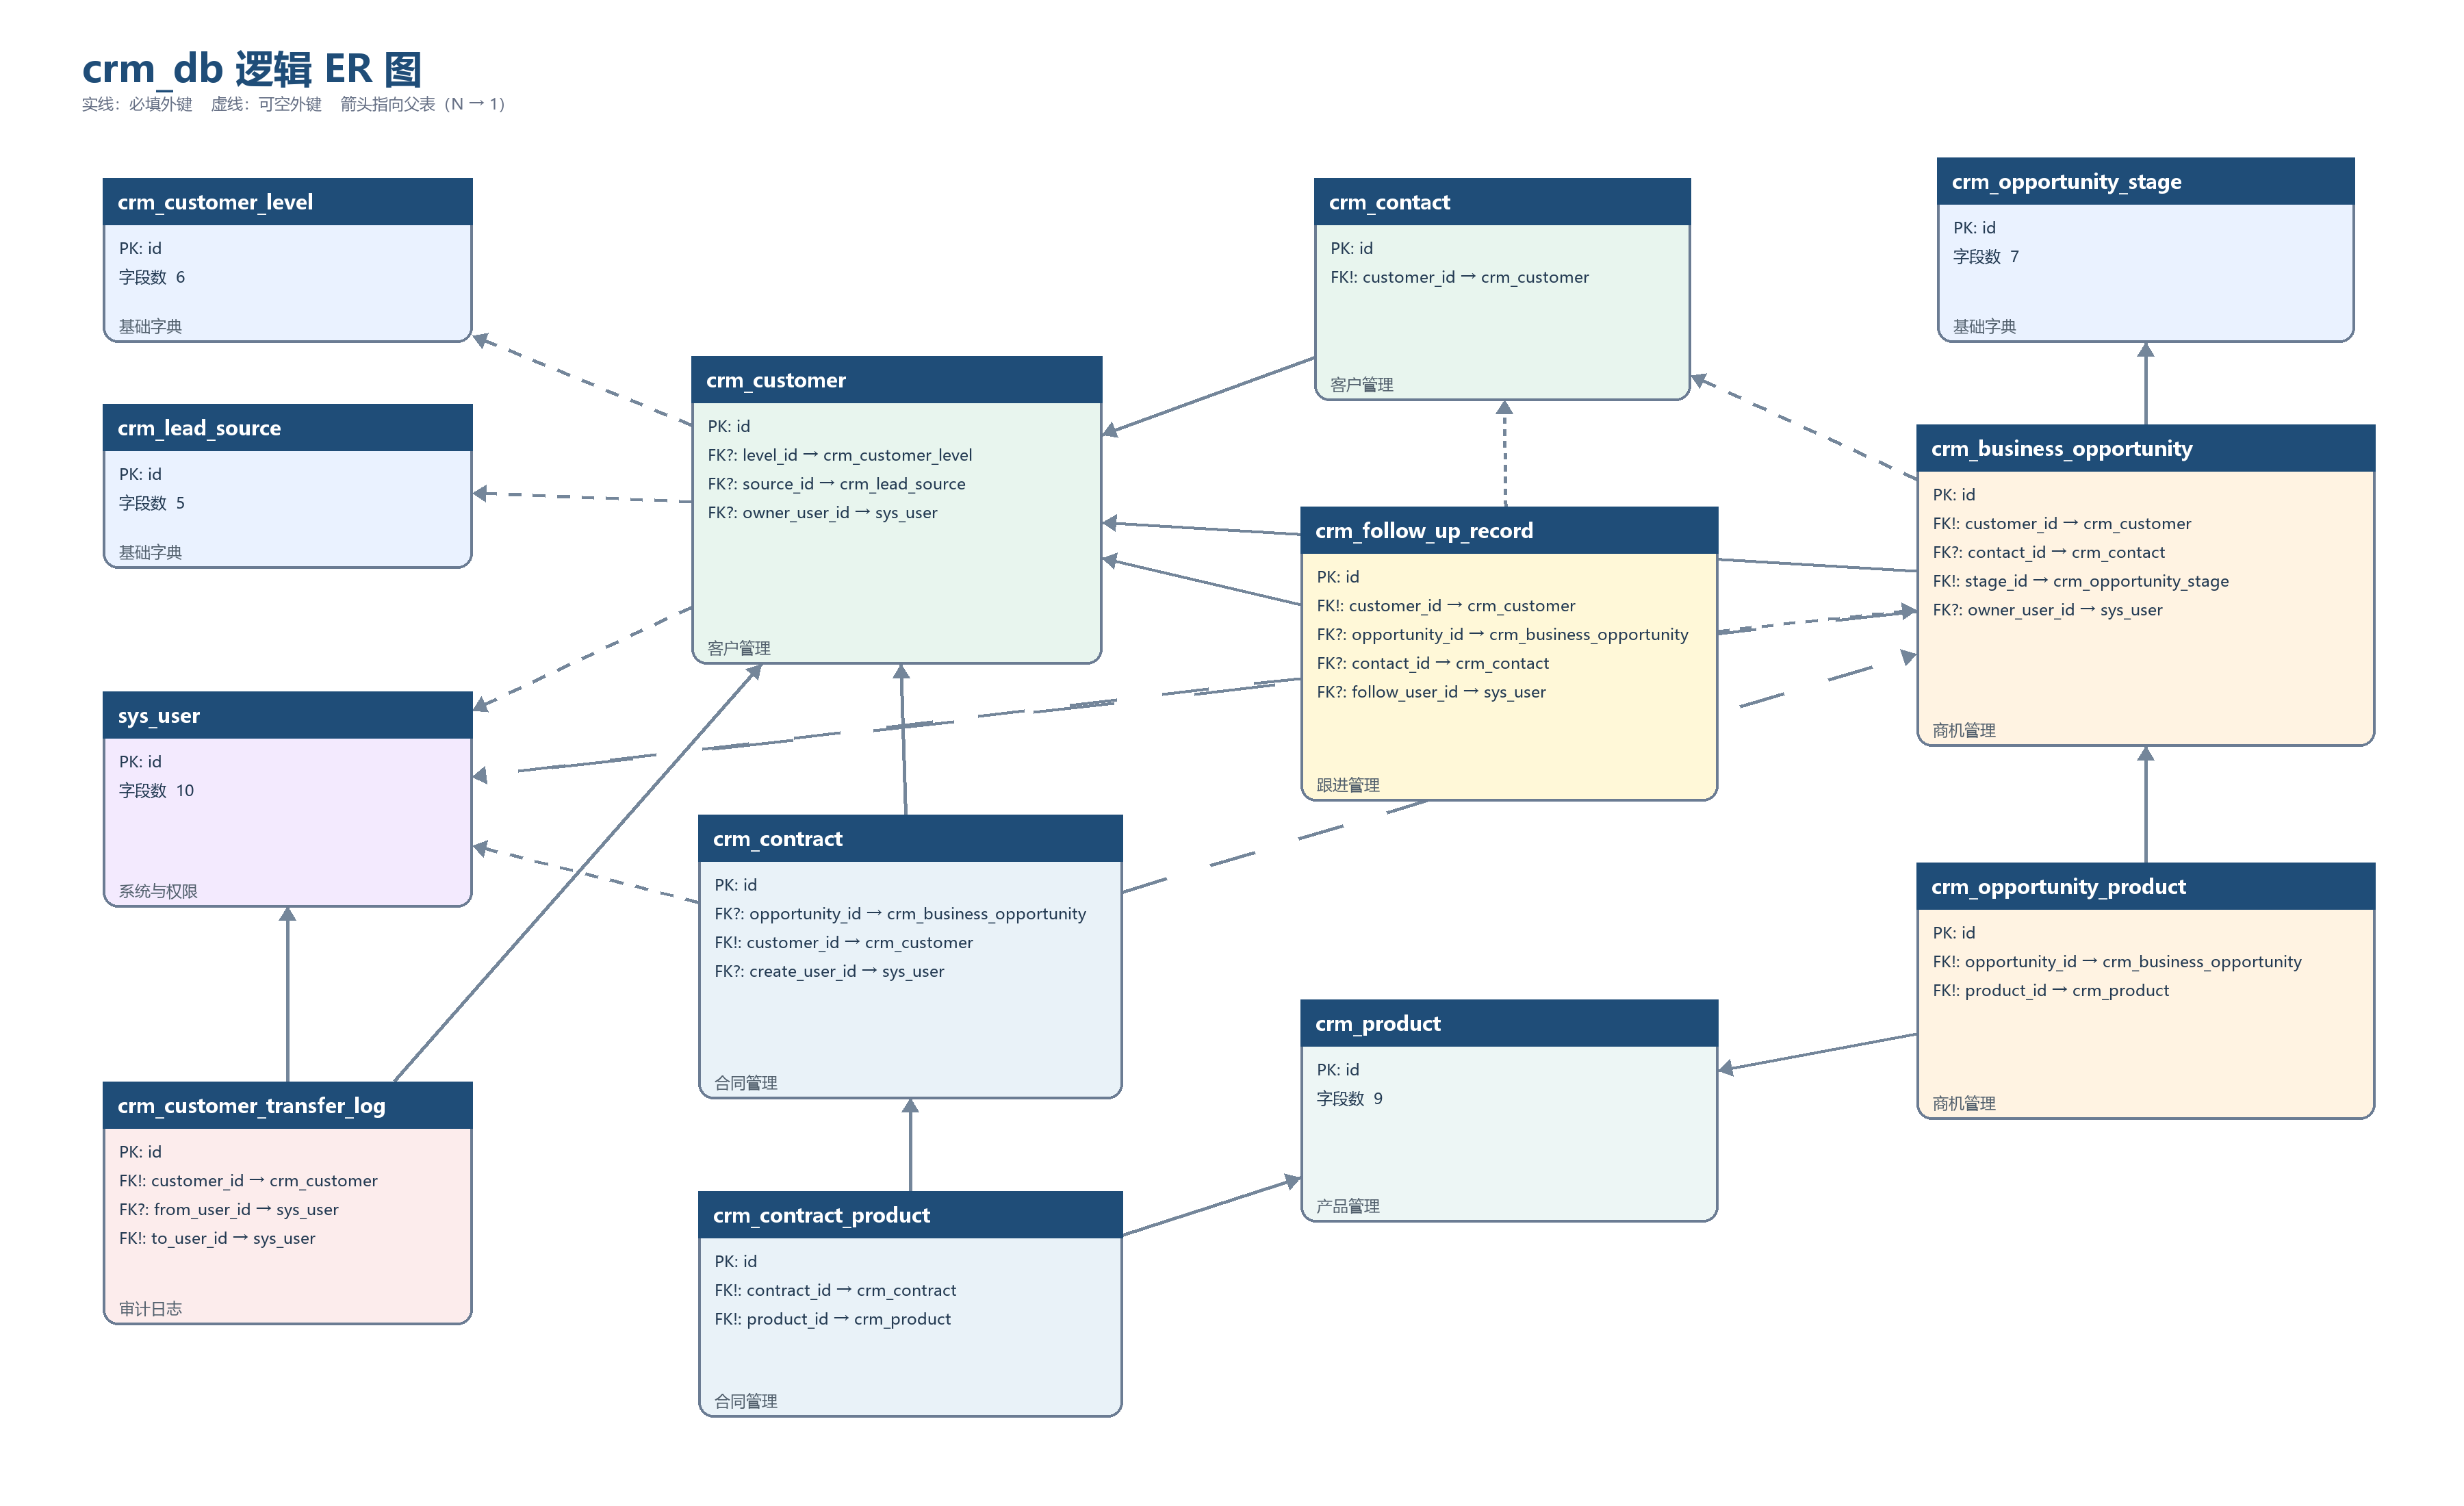 crm_db 逻辑 ER 图
实线：必填外键 虚线：可空外键 箭头指向父表（N → 1）
crm_customer_level
PK: id
字段数 6
基础字典
crm_lead_source
PK: id
字段数 5
基础字典
sys_user
PK: id
字段数 10
系统与权限
crm_customer_transfer_log
PK: id
FK!: customer_id → crm_customer
FK?: from_user_id → sys_user
FK!: to_user_id → sys_user
审计日志
crm_customer
PK: id
FK?: level_id → crm_customer_level
FK?: source_id → crm_lead_source
FK?: owner_user_id → sys_user
客户管理
crm_contract
PK: id
FK?: opportunity_id → crm_business_opportunity
FK!: customer_id → crm_customer
FK?: create_user_id → sys_user
合同管理
crm_contract_product
PK: id
FK!: contract_id → crm_contract
FK!: product_id → crm_product
合同管理
crm_contact
PK: id
FK!: customer_id → crm_customer
客户管理
crm_follow_up_record
PK: id
FK!: customer_id → crm_customer
FK?: opportunity_id → crm_business_opportunity
FK?: contact_id → crm_contact
FK?: follow_user_id → sys_user
跟进管理
crm_product
PK: id
字段数 9
产品管理
crm_opportunity_stage
PK: id
字段数 7
基础字典
crm_business_opportunity
PK: id
FK!: customer_id → crm_customer
FK?: contact_id → crm_contact
FK!: stage_id → crm_opportunity_stage
FK?: owner_user_id → sys_user
商机管理
crm_opportunity_product
PK: id
FK!: opportunity_id → crm_business_opportunity
FK!: product_id → crm_product
商机管理